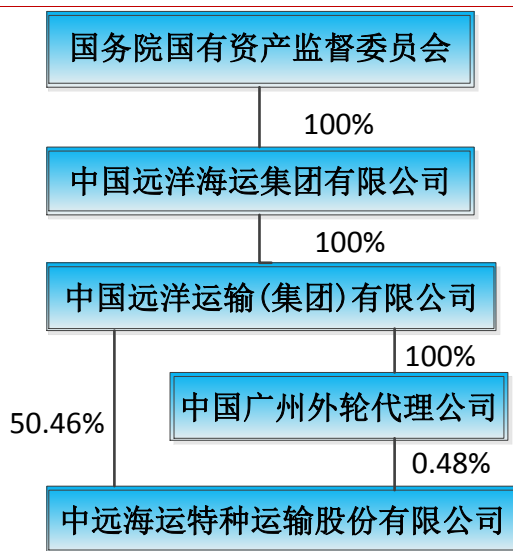 国务院国有资产监督委员会
100%
中国远洋海运集团有限公司
100%
中国远洋运输(集团)有限公司
100%
中国广州外轮代理公司
50.46%
0.48%
中远海运特种运输股份有限公司